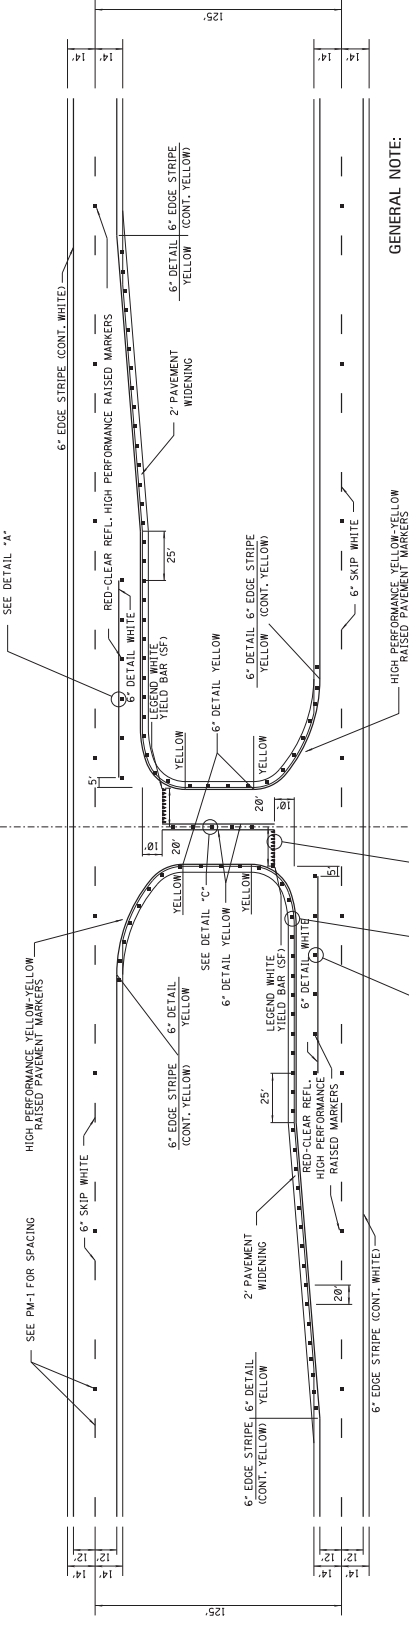 125'
14'
14'
14'
14'
GENERAL NOTE:
6" EDGE STRIPE (CONT. WHITE)
6" DETAIL 6" EDGE STRIPE
YELLOW (CONT. YELLOW)
RED-CLEAR REFL. HIGH PERFORMANCE RAISED MARKERS
2' PAVEMENT
WIDENING
SEE DETAIL "A"
25'
6" DETAIL WHITE
LEGEND WHITE
YIELD BAR (SF)
6" DETAIL 6" EDGE STRIPE
YELLOW (CONT. YELLOW)
6" SKIP WHITE
HIGH PERFORMANCE YELLOW-YELLOW
RAISED PAVEMENT MARKERS
6" DETAIL YELLOW
5'
YELLOW
YELLOW
20'
10'
10'
20'
YELLOW
YELLOW
SEE DETAIL "C"
6" DETAIL YELLOW
5'
LEGEND WHITE
YIELD BAR (SF)
6" DETAIL WHITE
HIGH PERFORMANCE YELLOW-YELLOW
RAISED PAVEMENT MARKERS
6" EDGE STRIPE 6" DETAIL
(CONT. YELLOW) YELLOW
25'
RED-CLEAR REFL.
HIGH PERFORMANCE
RAISED MARKERS
6" SKIP WHITE
SEE PM-1 FOR SPACING
2' PAVEMENT
WIDENING
20'
6" EDGE STRIPE 6" DETAIL
(CONT. YELLOW) YELLOW
6" EDGE STRIPE (CONT. WHITE)
14'
12'
12'
14'
14'
12'
12'
14'
125'